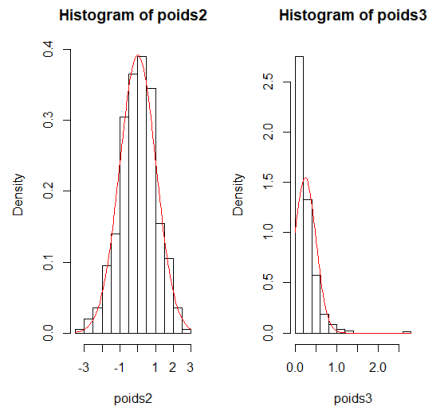 Histogram of poids2
Density
0.0 0.1 0.2 0.3 0.4
-3 -1 0 1 2 3
poids2
Histogram of poids3
Density
0.0 0.5 1.0 1.5 2.0 2.5
0.0 1.0 2.0
poids3